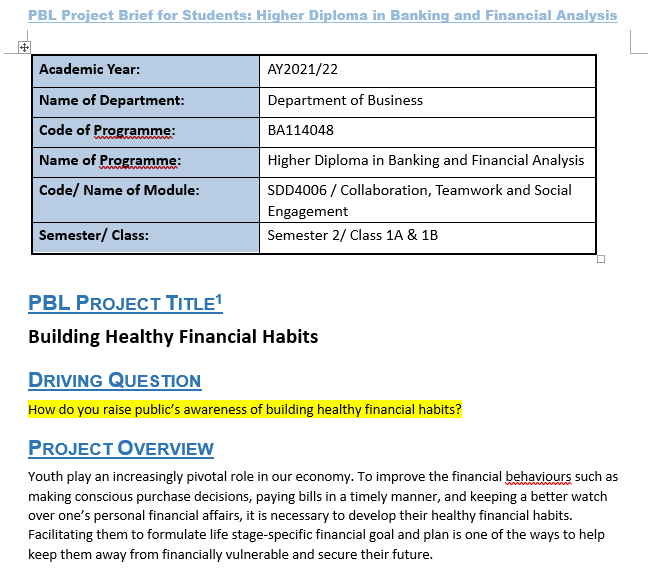 PBL Project Brief for Students: Higher Diploma in Banking and Financial Analysis
Academic Year: AY2021/22
Name of Department: Department of Business
Code of Programme: BA114048
Name of Programme: Higher Diploma in Banking and Financial Analysis
Code/ Name of Module: SDD4006 / Collaboration, Teamwork and Social
Engagement
Semester/ Class: Semester 2/ Class 1A & 1B
PBL PROJECT TITLE¹
Building Healthy Financial Habits
DRIVING QUESTION
How do you raise public's awareness of building healthy financial habits?
PROJECT OVERVIEW
Youth play an increasingly pivotal role in our economy. To improve the financial behaviours such as
making conscious purchase decisions, paying bills in a timely manner, and keeping a better watch
over one's personal financial affairs, it is necessary to develop their healthy financial habits.
Facilitating them to formulate life stage-specific financial goal and plan is one of the ways to help
keep them away from financially vulnerable and secure their future.